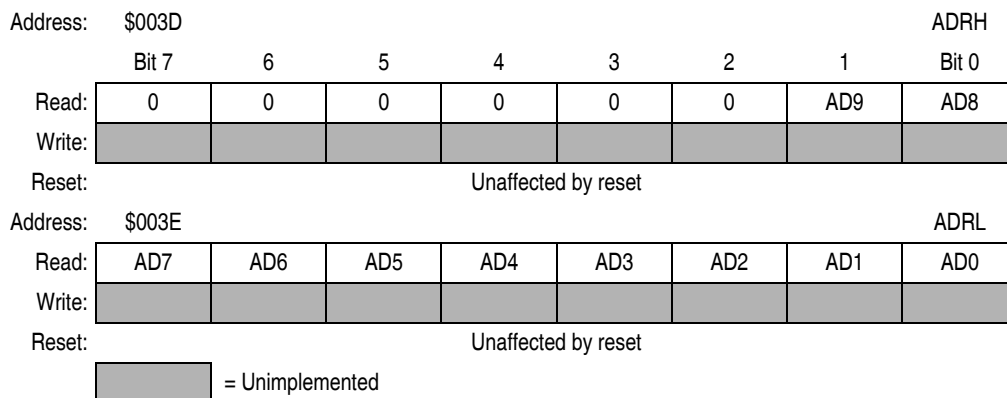 Address: $003D ADRH
Bit 7 6 5 4 3 2 1 Bit 0
Read: 0 0 0 0 0 0 AD9 AD8
Write:
Reset: Unaffected by reset
Address: $003E ADRL
Read: AD7 AD6 AD5 AD4 AD3 AD2 AD1 AD0
Write:
Reset: Unaffected by reset
= Unimplemented